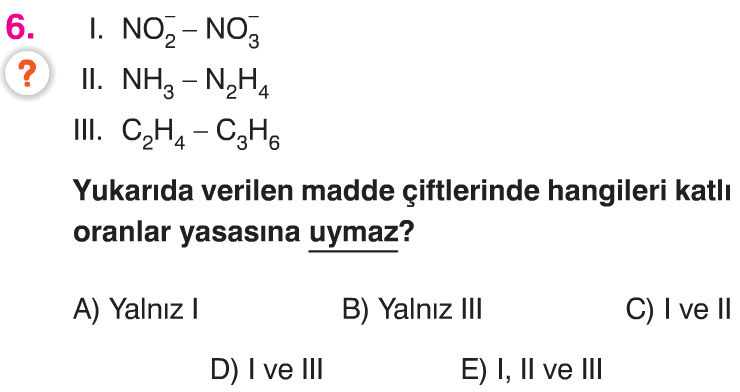 6. I. NO₂⁻ – NO₃⁻
? II. NH₃ – N₂H₄
III. C₂H₄ – C₃H₆
Yukarıda verilen madde çiftlerinde hangileri katlı
oranlar yasasına uymaz?
A) Yalnız I B) Yalnız III C) I ve II
D) I ve III E) I, II ve III